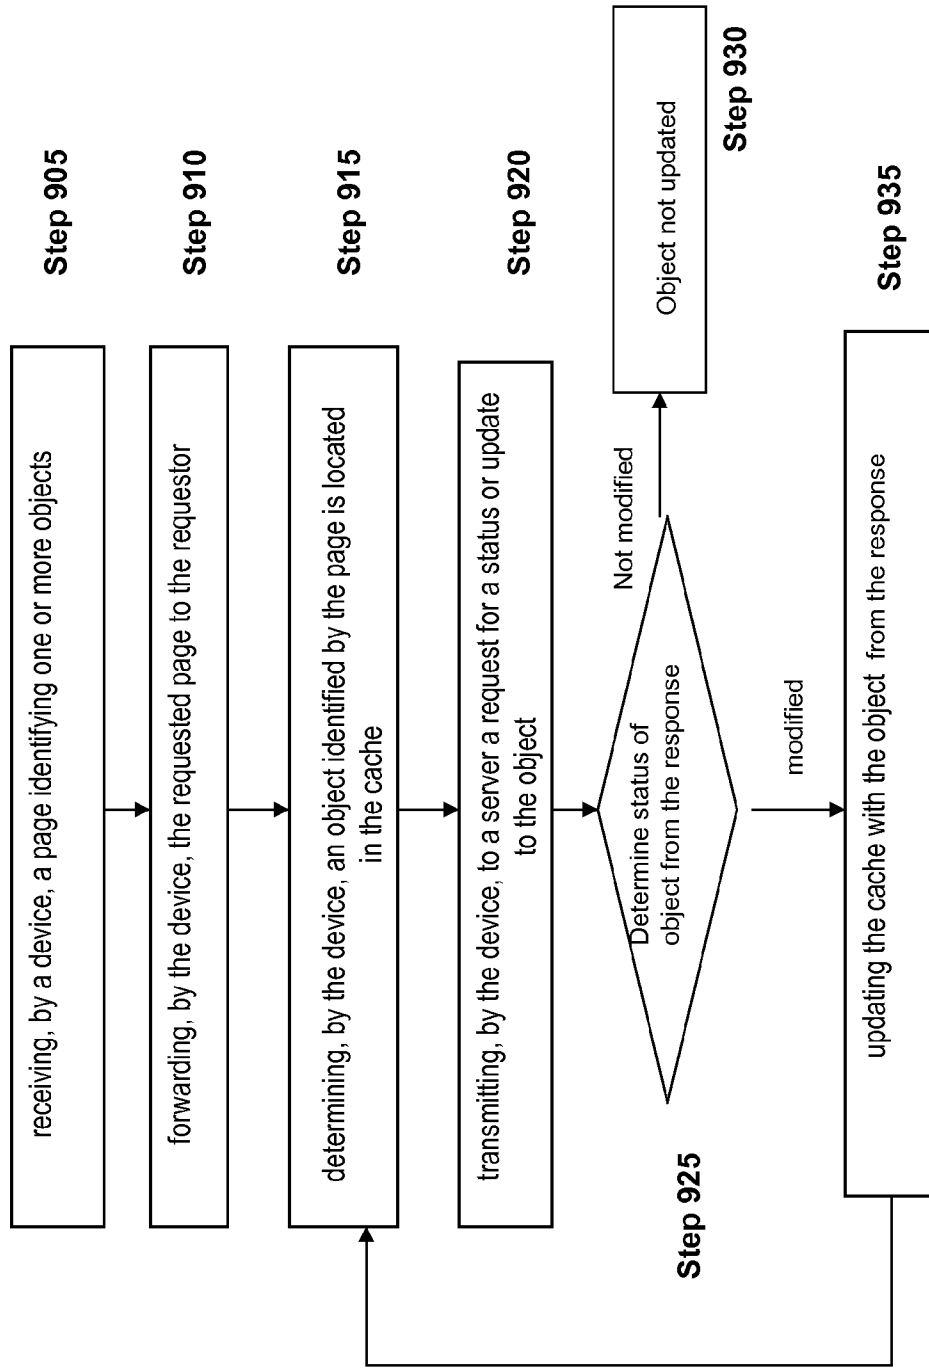 receiving, by a device, a page identifying one or more objects
Step 905
forwarding, by the device, the requested page to the requestor
Step 910
determining, by the device, an object identified by the page is located
in the cache
Step 915
transmitting, by the device, to a server a request for a status or update
to the object
Step 920
Step 925
Determine status of
object from the response
Not modified
Object not updated
Step 930
modified
updating the cache with the object from the response
Step 935